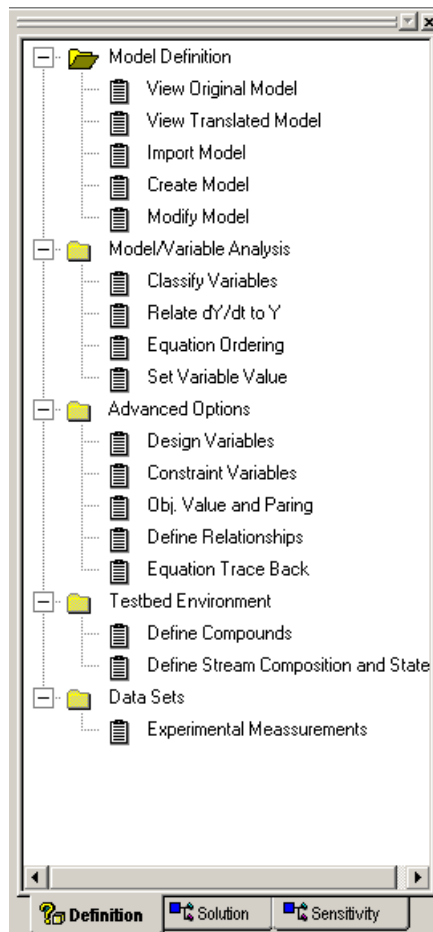 Model Definition
View Original Model
View Translated Model
Import Model
Create Model
Modify Model
Model/Variable Analysis
Classify Variables
Relate dY/dt to Y
Equation Ordering
Set Variable Value
Advanced Options
Design Variables
Constraint Variables
Obj. Value and Paring
Define Relationships
Equation Trace Back
Testbed Environment
Define Compounds
Define Stream Composition and State
Data Sets
Experimental Meassurements
Definition Solution Sensitivity